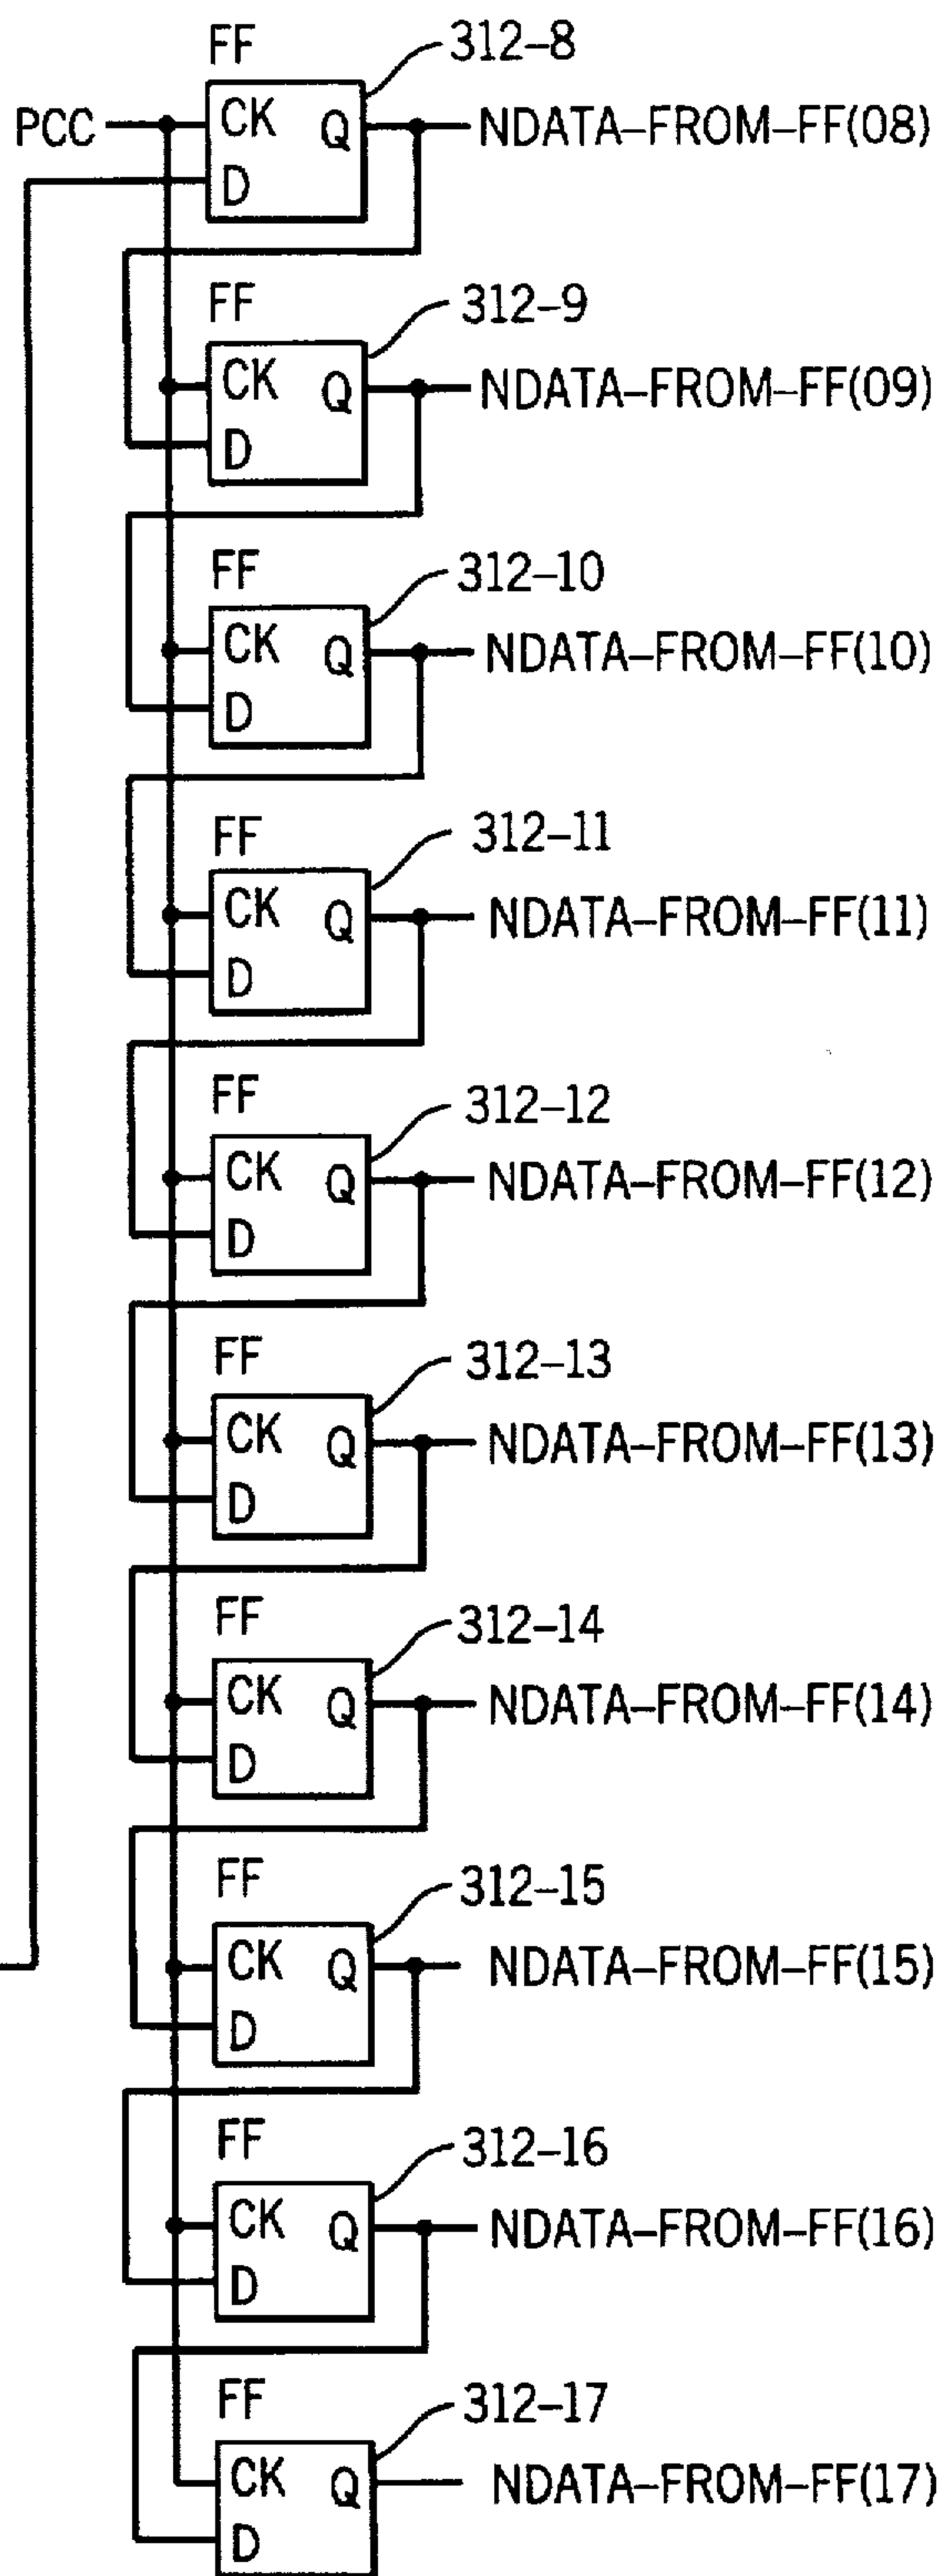 FF 312-8
PCC CK Q NDATA-FROM-FF(08)
D
FF 312-9
CK Q NDATA-FROM-FF(09)
D
FF 312-10
CK Q NDATA-FROM-FF(10)
D
FF 312-11
CK Q NDATA-FROM-FF(11)
D
FF 312-12
CK Q NDATA-FROM-FF(12)
D
FF 312-13
CK Q NDATA-FROM-FF(13)
D
FF 312-14
CK Q NDATA-FROM-FF(14)
D
FF 312-15
CK Q NDATA-FROM-FF(15)
D
FF 312-16
CK Q NDATA-FROM-FF(16)
D
FF 312-17
CK Q NDATA-FROM-FF(17)
D